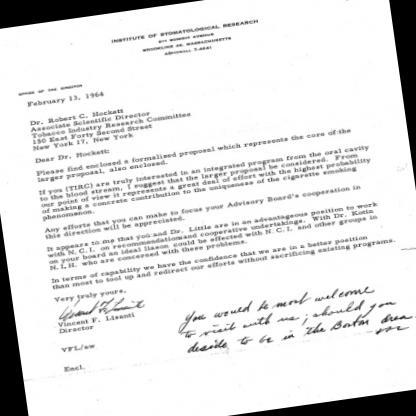 INSTITUTE OF STOMATOLOGICAL RESEARCH
BROOKLINE 46, MASSACHUSETTS
OFFICE OF THE DIRECTOR
February 13, 1964
Dr. Robert C. Hockett
Associate Scientific Director
Tobacco Industry Research Committee
150 East Forty Second Street
New York 17, New York
Dear Dr. Hockett:
Please find enclosed a formalized proposal which represents the core of the
larger proposal, also enclosed.
If you (TIRC) are truly interested in an integrated program from the oral cavity
to the blood stream, I suggest that the larger proposal be considered. From
our point of view it represents a great deal of effort with the highest probability
of making a concrete contribution to the uniqueness of the cigarette smoking
phenomenon.
Any efforts that you can make to focus your Advisory Board's cooperation in
this direction will be appreciated.
It appears to me that you and Dr. Little are in an advantageous position to work
with N.C.I. on recommendation and cooperative undertakings. With Dr. Kotin
on your board an ideal liaison could be effected with N.C.I. and other groups in
N.I.H. who are concerned with these problems.
In terms of capability we have the confidence that we are in a better position
than most to tool up and redirect our efforts without sacrificing existing programs.
Very truly yours,
Vincent F. Lisanti
Vincent F. Lisanti
Director
VFL/aw
Encl.
You would be most welcome
to visit with us; should you
decide to be in the Boston area.